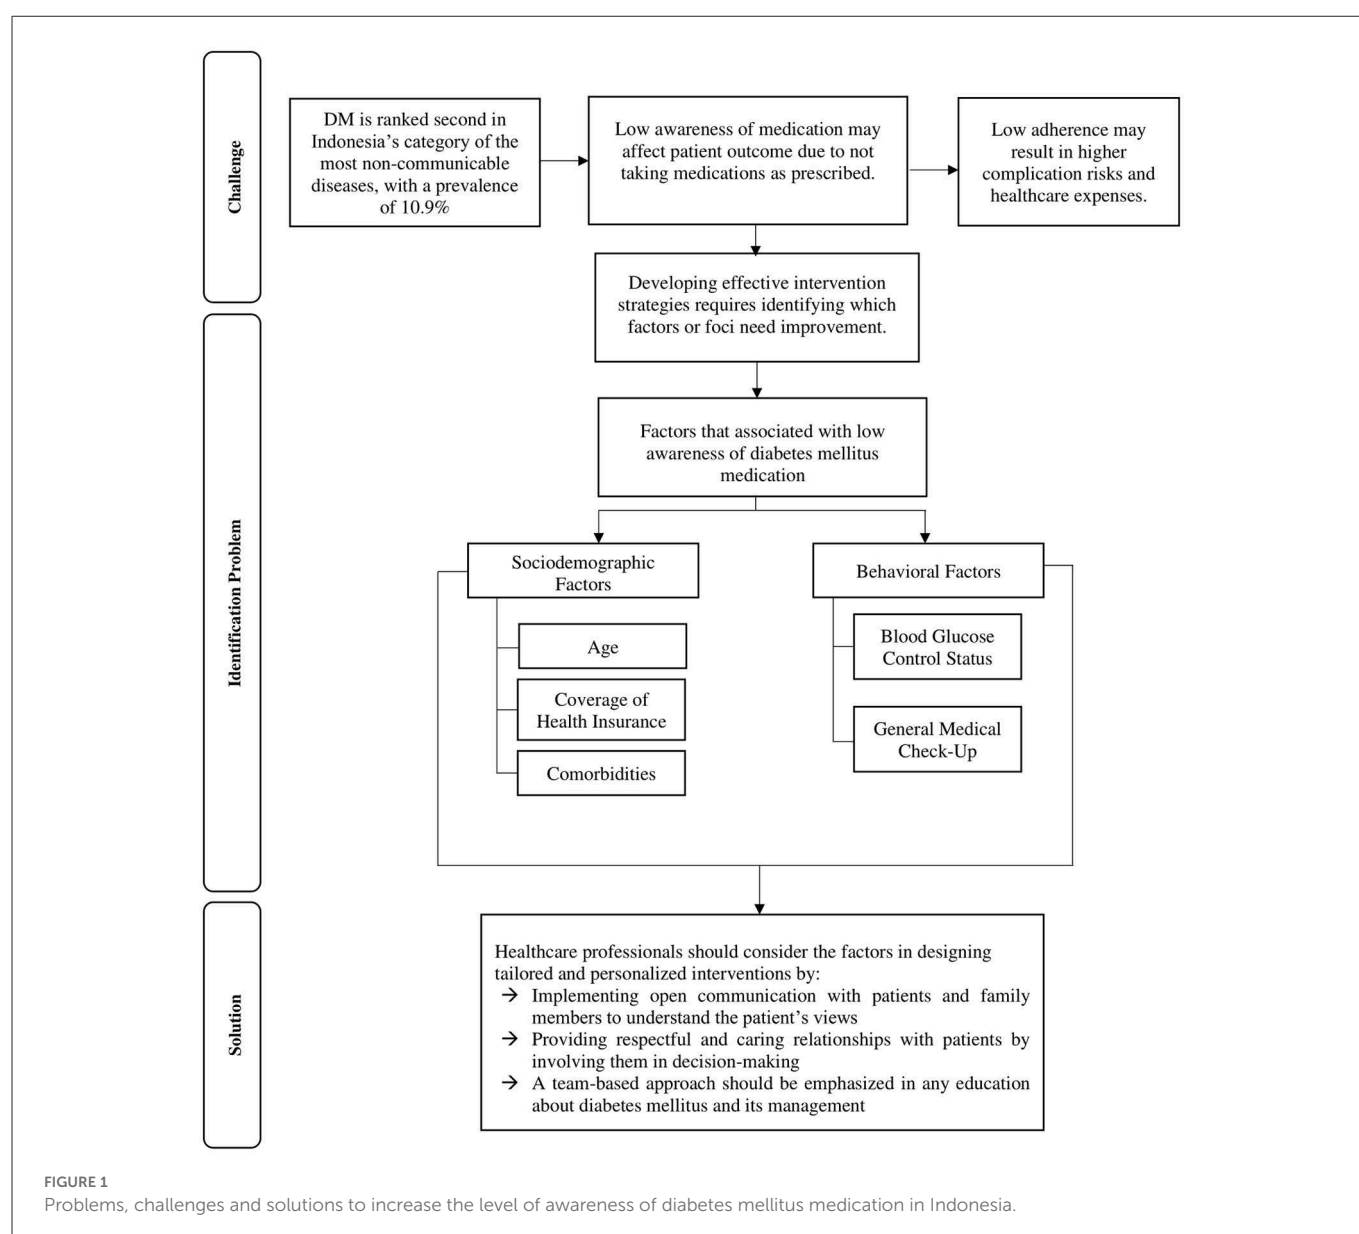 Challenge
DM is ranked second in
Indonesia's category of the
most non-communicable
diseases, with a prevalence
of 10.9%
Low awareness of medication may
affect patient outcome due to not
taking medications as prescribed.
Low adherence may
result in higher
complication risks and
healthcare expenses.
Developing effective intervention
strategies requires identifying which
factors or foci need improvement.
Identification Problem
Factors that associated with low
awareness of diabetes mellitus
medication
Sociodemographic
Factors
Age
Coverage of
Health Insurance
Comorbidities
Behavioral Factors
Blood Glucose
Control Status
General Medical
Check-Up
Solution
Healthcare professionals should consider the factors in designing
tailored and personalized interventions by:
→ Implementing open communication with patients and family
members to understand the patient's views
→ Providing respectful and caring relationships with patients by
involving them in decision-making
→ A team-based approach should be emphasized in any education
about diabetes mellitus and its management
FIGURE 1
Problems, challenges and solutions to increase the level of awareness of diabetes mellitus medication in Indonesia.